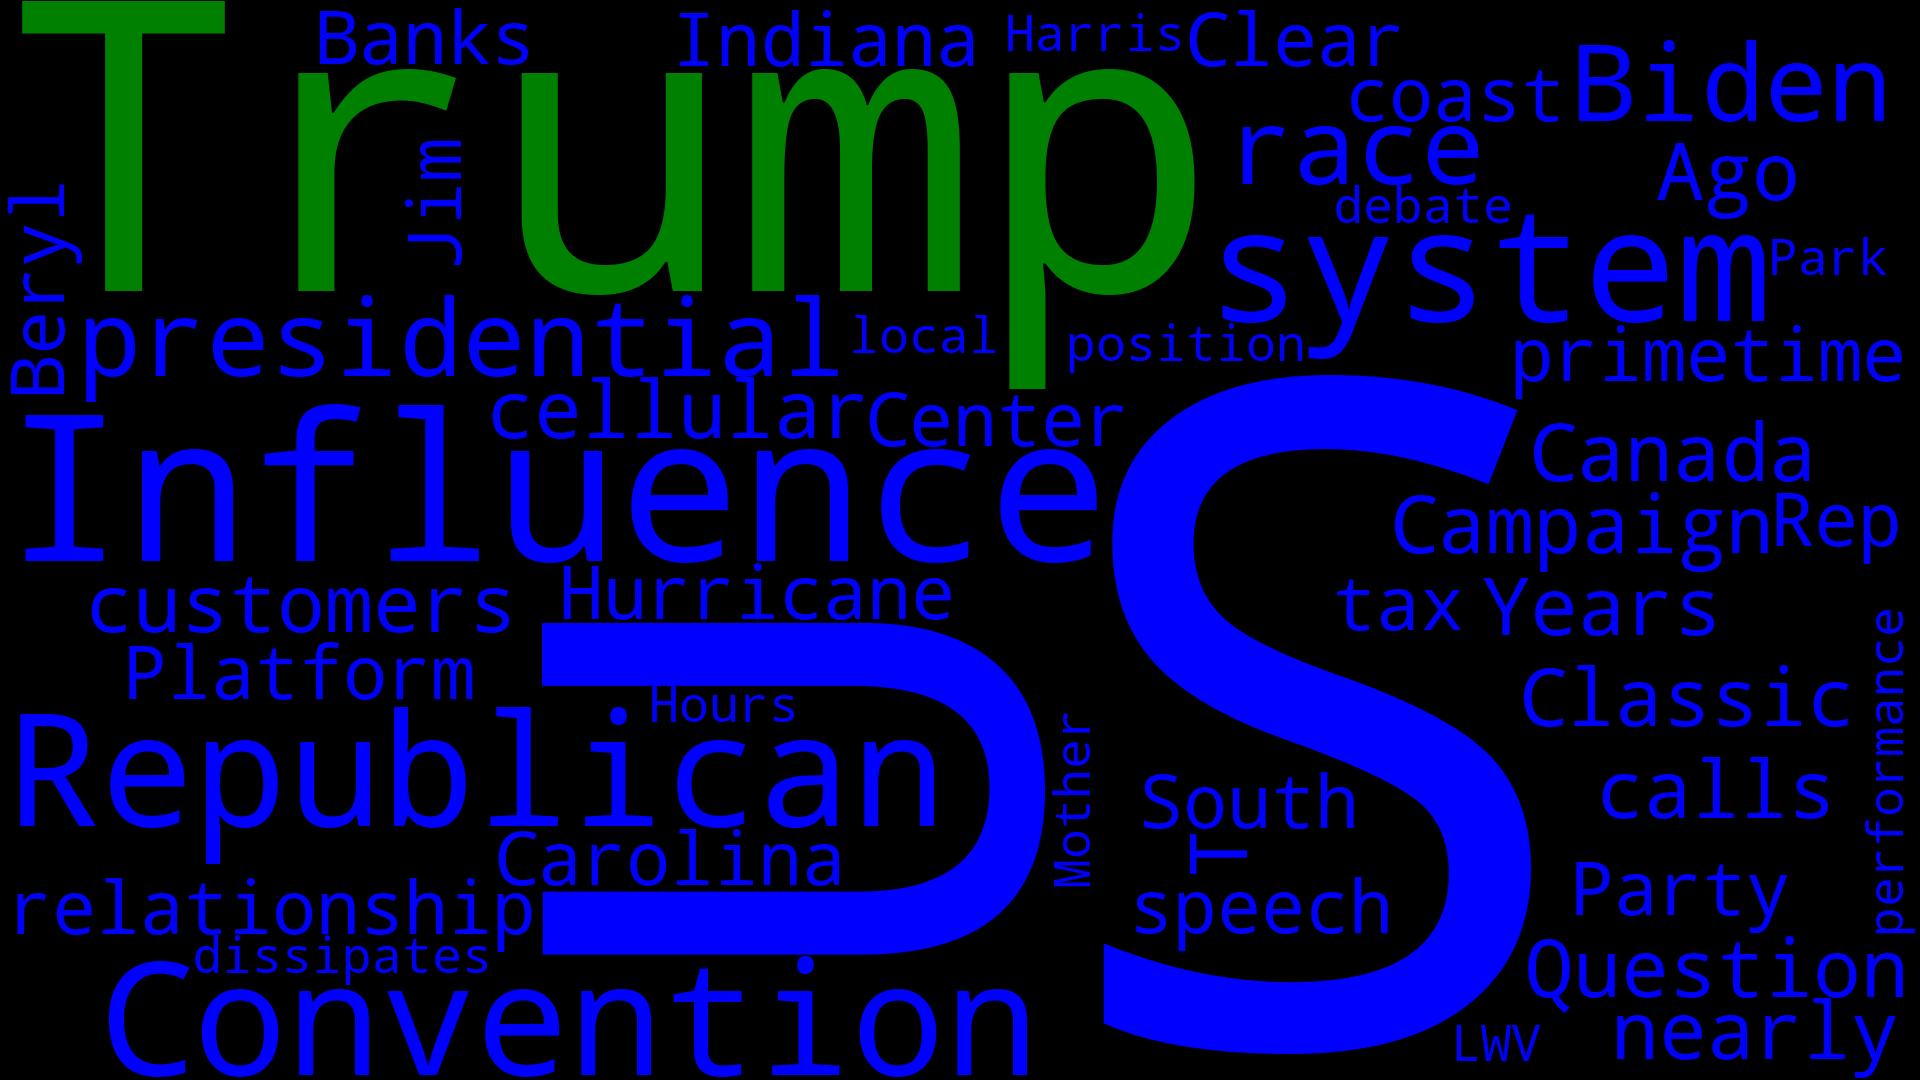 Trump
Banks
Indiana
Harris
Clear
coast
Biden
race
Ago
Jim
Beryl
debate
system
Park
presidential
local
position
primetime
cellular
Center
Influence
S
Canada
Campaign
Rep
customers
Hurricane
tax
Years
Platform
U
Hours
Classic
performance
Republican
Mother
South
calls
T
Carolina
relationship
speech
Party
dissipates
Question
Convention
LWV
nearly